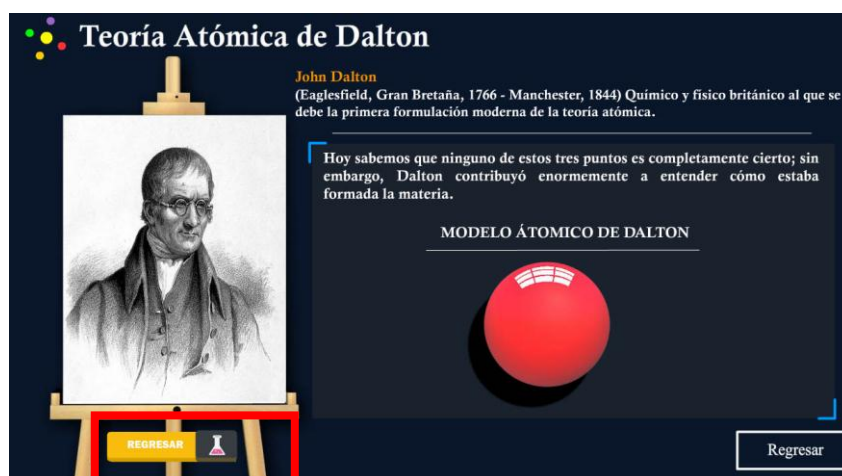 Teoría Atómica de Dalton
John Dalton
(Eaglesfield, Gran Bretaña, 1766 - Manchester, 1844) Químico y físico británico al que se
debe la primera formulación moderna de la teoría atómica.
Hoy sabemos que ninguno de estos tres puntos es completamente cierto; sin
embargo, Dalton contribuyó enormemente a entender cómo estaba
formada la materia.
MODELO ÁTOMICO DE DALTON
REGRESAR
Regresar